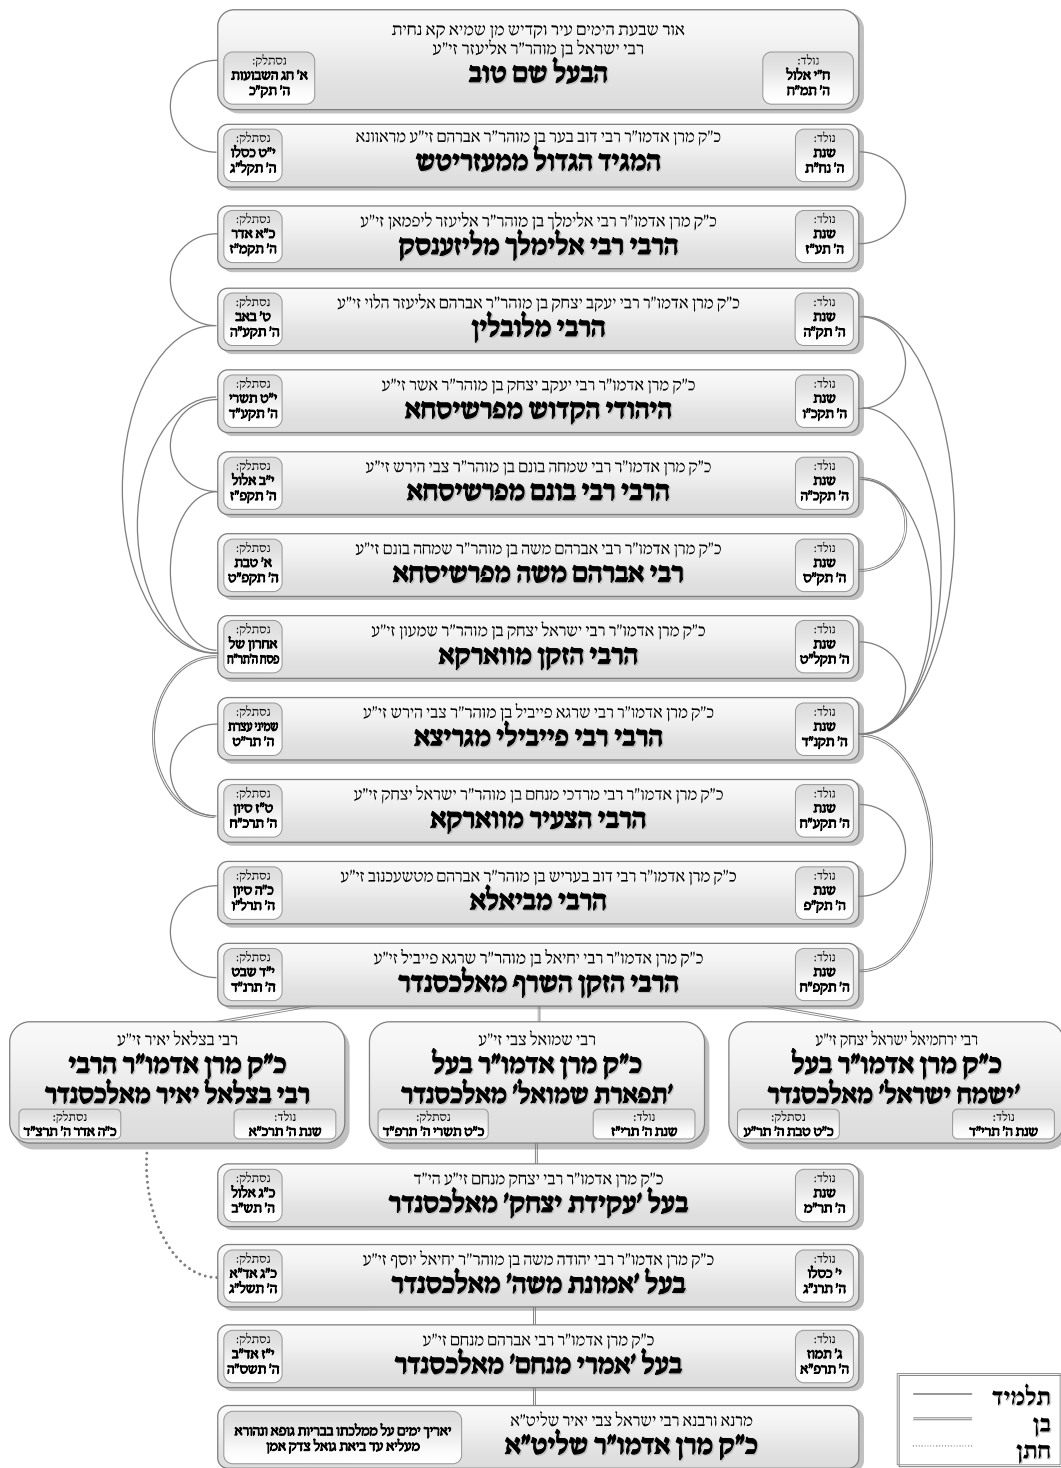 אור שבעת הימים עיר וקדיש מן שמיא קא נחית
רבי ישראל בן מוהר"ר אליעזר זי"ע
הבעל שם טוב
נולד:
ח"י אלול
ה' תמ"ח
נסתלק:
א' חג השבועות
ה' תק"כ
כ"ק מרן אדמו"ר רבי דוב בער בן מוהר"ר אברהם זי"ע מראוונא
המגיד הגדול ממעזריטש
נולד:
שנת
ה' נח"ת
נסתלק:
י"ט כסלו
ה' תקל"ג
כ"ק מרן אדמו"ר רבי אלימלך בן מוהר"ר אליעזר ליפמאן זי"ע
הרבי רבי אלימלך מליזענסק
נולד:
שנת
ה' תע"ז
נסתלק:
כ"א אדר
ה' תקמ"ז
כ"ק מרן אדמו"ר רבי יעקב יצחק בן מוהר"ר אברהם אליעזר הלוי זי"ע
הרבי מלובלין
נולד:
שנת
ה' תק"ה
נסתלק:
ט' באב
ה' תקע"ה
כ"ק מרן אדמו"ר רבי יעקב יצחק בן מוהר"ר אשר זי"ע
היהודי הקדוש מפרשיסחא
נולד:
שנת
ה' תקכ"ו
נסתלק:
י"ט תשרי
ה' תקע"ד
כ"ק מרן אדמו"ר רבי שמחה בונם בן מוהר"ר צבי הירש זי"ע
הרבי רבי בונם מפרשיסחא
נולד:
שנת
ה' תקכ"ה
נסתלק:
י"ב אלול
ה' תקפ"ז
כ"ק מרן אדמו"ר רבי אברהם משה בן מוהר"ר שמחה בונם זי"ע
רבי אברהם משה מפרשיסחא
נולד:
שנת
ה' תק"ס
נסתלק:
א' טבת
ה' תקפ"ט
כ"ק מרן אדמו"ר רבי ישראל יצחק בן מוהר"ר שמעון זי"ע
הרבי הזקן מווארקא
נולד:
שנת
ה' תקל"ט
נסתלק:
אחרון של
פסח ה'תר"ח
כ"ק מרן אדמו"ר רבי שרגא פייביל בן מוהר"ר צבי הירש זי"ע
הרבי רבי פייבילי מגריצא
נולד:
שנת
ה' תקנ"ד
נסתלק:
שמיני עצרת
ה' תר"ט
כ"ק מרן אדמו"ר רבי מרדכי מנחם בן מוהר"ר ישראל יצחק זי"ע
הרבי הצעיר מווארקא
נולד:
שנת
ה' תקע"ח
נסתלק:
ט"ז סיון
ה' תרכ"ח
כ"ק מרן אדמו"ר רבי דוב בעריש בן מוהר"ר אברהם מטשעכנוב זי"ע
הרבי מביאלא
נולד:
שנת
ה' תק"פ
נסתלק:
כ"ה סיון
ה' תרל"ו
כ"ק מרן אדמו"ר רבי יחיאל בן מוהר"ר שרגא פייביל זי"ע
הרבי הזקן השרף מאלכסנדר
נולד:
שנת
ה' תקפ"ח
נסתלק:
י"ד שבט
ה' תרנ"ד
רבי ירחמיאל ישראל יצחק זי"ע
כ"ק מרן אדמו"ר בעל
'ישמח ישראל' מאלכסנדר
נולד:
שנת ה' תרי"ד
נסתלק:
כ"ט טבת ה' תר"ע
רבי שמואל צבי זי"ע
כ"ק מרן אדמו"ר בעל
'תפארת שמואל' מאלכסנדר
נולד:
שנת ה' תרי"ז
נסתלק:
כ"ט תשרי ה' תרפ"ד
רבי בצלאל יאיר זי"ע
כ"ק מרן אדמו"ר הרבי
רבי בצלאל יאיר מאלכסנדר
נולד:
שנת ה' תרכ"א
נסתלק:
כ"ה אדר ה' תרצ"ד
כ"ק מרן אדמו"ר רבי יצחק מנחם זי"ע הי"ד
בעל 'עקידת יצחק' מאלכסנדר
נולד:
שנת
ה' תר"מ
נסתלק:
כ"ג אלול
ה' תש"ב
כ"ק מרן אדמו"ר רבי יהודה משה בן מוהר"ר יחיאל יוסף זי"ע
בעל 'אמונת משה' מאלכסנדר
נולד:
י' כסלו
ה' תרנ"ג
נסתלק:
כ"ג אד"א
ה' תשל"ג
כ"ק מרן אדמו"ר רבי אברהם מנחם זי"ע
בעל 'אמרי מנחם' מאלכסנדר
נולד:
ג' תמוז
ה' תרפ"א
נסתלק:
י"ז אד"ב
ה' תשס"ה
מרנא ורבנא רבי ישראל צבי יאיר שליט"א
כ"ק מרן אדמו"ר שליט"א
יאריך ימים על ממלכתו בבריות גופא ונהורא
מעליא עד ביאת גואל צדק אמן
תלמיד
בן
חתן